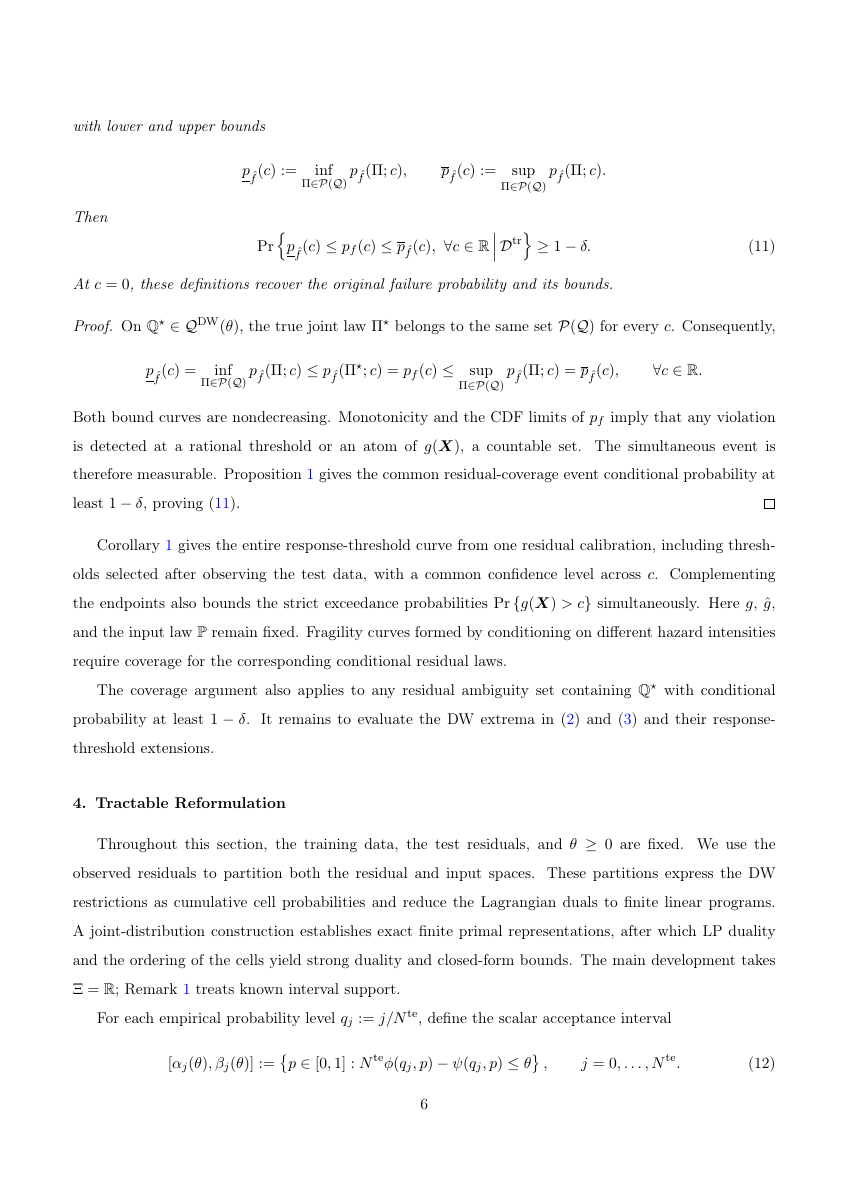 with lower and upper bounds
p̲_f̂(c) := inf_{Π∈𝒫(𝒬)} p_f̂(Π; c),  p̅_f̂(c) := sup_{Π∈𝒫(𝒬)} p_f̂(Π; c).
Then
Pr { p̲_f̂(c) ≤ p_f(c) ≤ p̅_f̂(c), ∀c ∈ ℝ | 𝒟^tr } ≥ 1 − δ. (11)
At c = 0, these definitions recover the original failure probability and its bounds.
Proof. On ℚ⋆ ∈ 𝒬^DW(θ), the true joint law Π⋆ belongs to the same set 𝒫(𝒬) for every c. Consequently,
p̲_f̂(c) = inf_{Π∈𝒫(𝒬)} p_f̂(Π; c) ≤ p_f̂(Π⋆; c) = p_f(c) ≤ sup_{Π∈𝒫(𝒬)} p_f̂(Π; c) = p̅_f̂(c),  ∀c ∈ ℝ.
Both bound curves are nondecreasing. Monotonicity and the CDF limits of p_f imply that any violation
is detected at a rational threshold or an atom of g(X), a countable set. The simultaneous event is
therefore measurable. Proposition 1 gives the common residual-coverage event conditional probability at
least 1 − δ, proving (11). □
Corollary 1 gives the entire response-threshold curve from one residual calibration, including thresh-
olds selected after observing the test data, with a common confidence level across c. Complementing
the endpoints also bounds the strict exceedance probabilities Pr {g(X) > c} simultaneously. Here g, ĝ,
and the input law ℙ remain fixed. Fragility curves formed by conditioning on different hazard intensities
require coverage for the corresponding conditional residual laws.
The coverage argument also applies to any residual ambiguity set containing ℚ⋆ with conditional
probability at least 1 − δ. It remains to evaluate the DW extrema in (2) and (3) and their response-
threshold extensions.
4. Tractable Reformulation
Throughout this section, the training data, the test residuals, and θ ≥ 0 are fixed. We use the
observed residuals to partition both the residual and input spaces. These partitions express the DW
restrictions as cumulative cell probabilities and reduce the Lagrangian duals to finite linear programs.
A joint-distribution construction establishes exact finite primal representations, after which LP duality
and the ordering of the cells yield strong duality and closed-form bounds. The main development takes
Ξ = ℝ; Remark 1 treats known interval support.
For each empirical probability level q_j := j/N^te, define the scalar acceptance interval
[α_j(θ), β_j(θ)] := {p ∈ [0, 1] : N^te ϕ(q_j, p) − ψ(q_j, p) ≤ θ},  j = 0, . . . , N^te. (12)
6